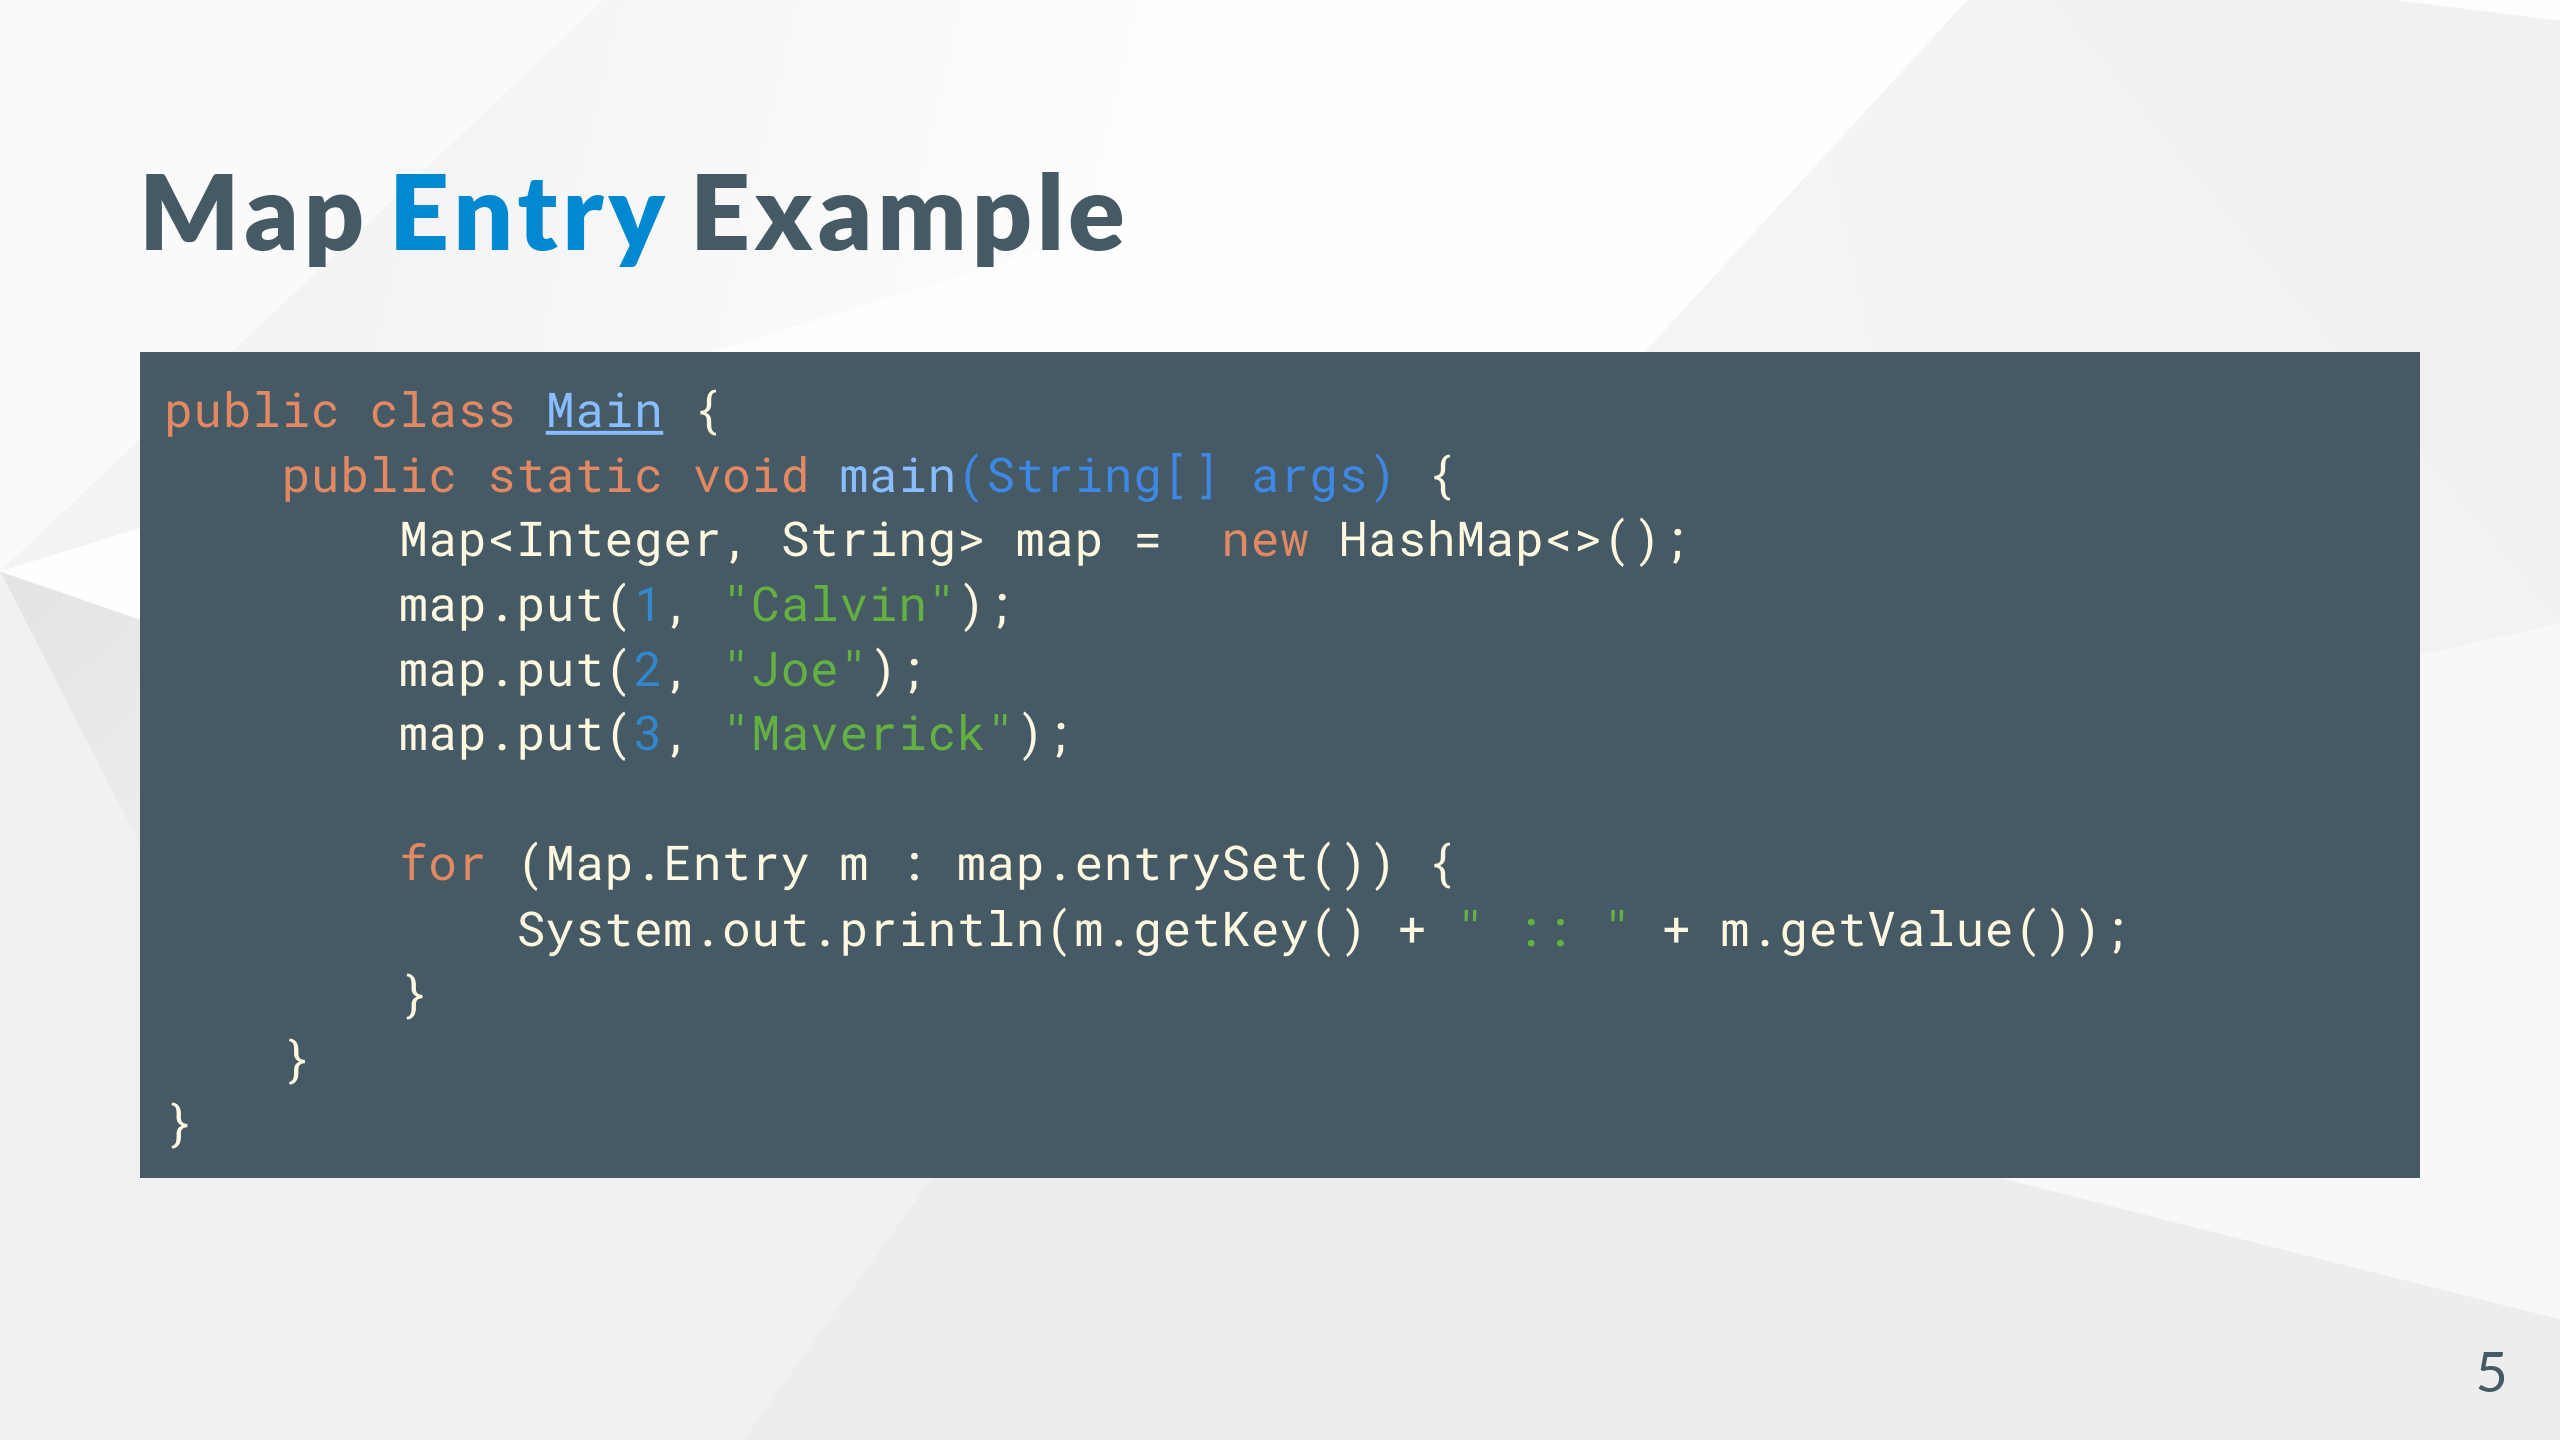 Map Entry Example
public class Main {
    public static void main(String[] args) {
        Map<Integer, String> map =  new HashMap<>();
        map.put(1, "Calvin");
        map.put(2, "Joe");
        map.put(3, "Maverick");

        for (Map.Entry m : map.entrySet()) {
            System.out.println(m.getKey() + " :: " + m.getValue());
        }
    }
}
5